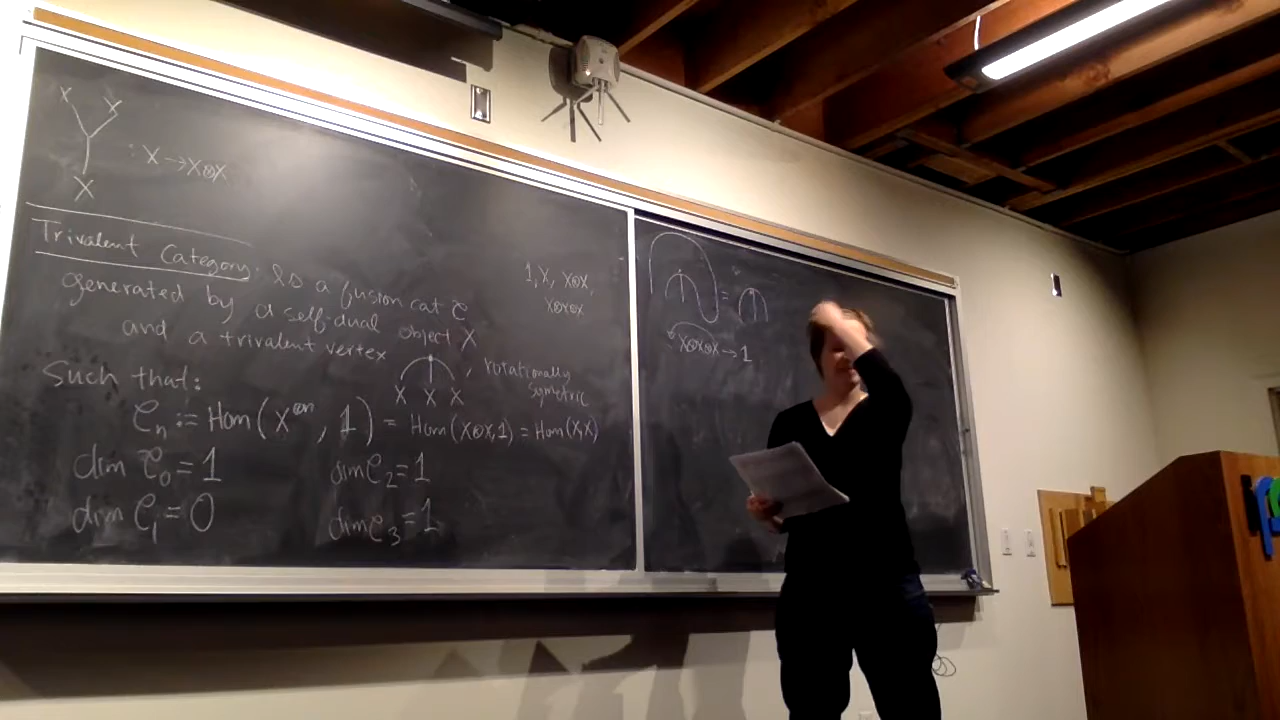 X X
: X → X⊗X
X
Trivalent Category: Is a fusion cat C
generated by a self-dual object X
and a trivalent vertex
X X X
, rotationally
symetric
1, X, X⊗X,
X⊗X⊗X
Such that:
C_n := Hom(X^{⊗n}, 1) = Hom(X⊗X, 1) = Hom(X, X)
dim C_0 = 1 dim C_2 = 1
dim C_1 = 0 dim C_3 = 1
=
X⊗X⊗X → 1